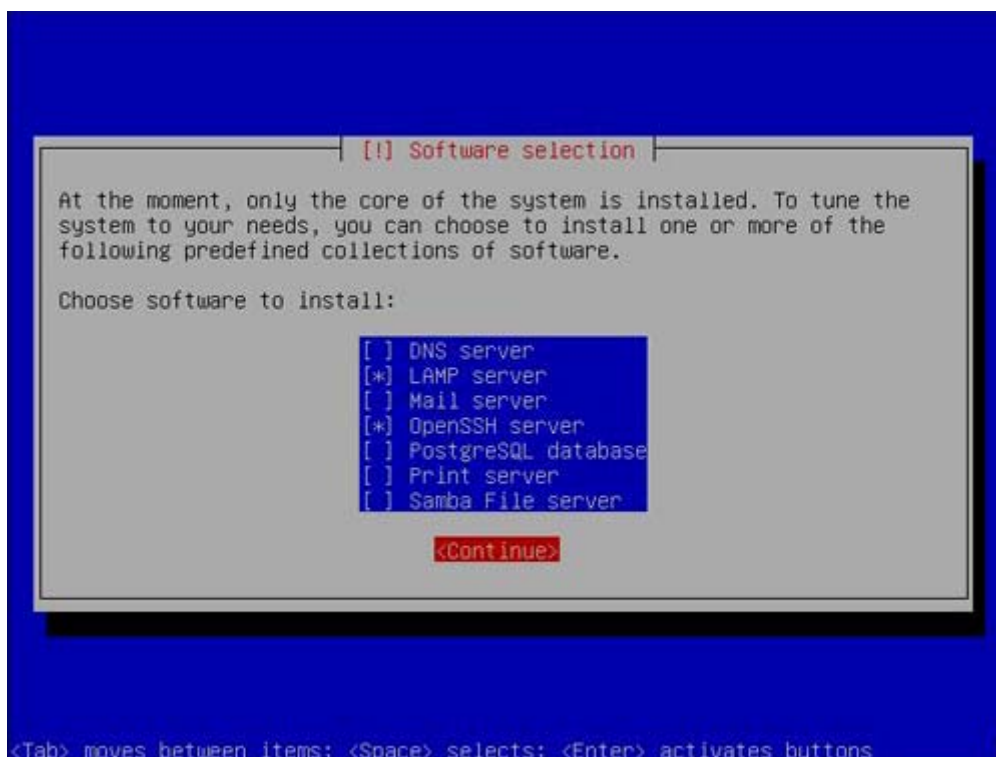 [!] Software selection
At the moment, only the core of the system is installed. To tune the
system to your needs, you can choose to install one or more of the
following predefined collections of software.
Choose software to install:
[ ] DNS server
[*] LAMP server
[ ] Mail server
[*] OpenSSH server
[ ] PostgreSQL database
[ ] Print server
[ ] Samba File server
<Continue>
<Tab> moves between items; <Space> selects; <Enter> activates buttons